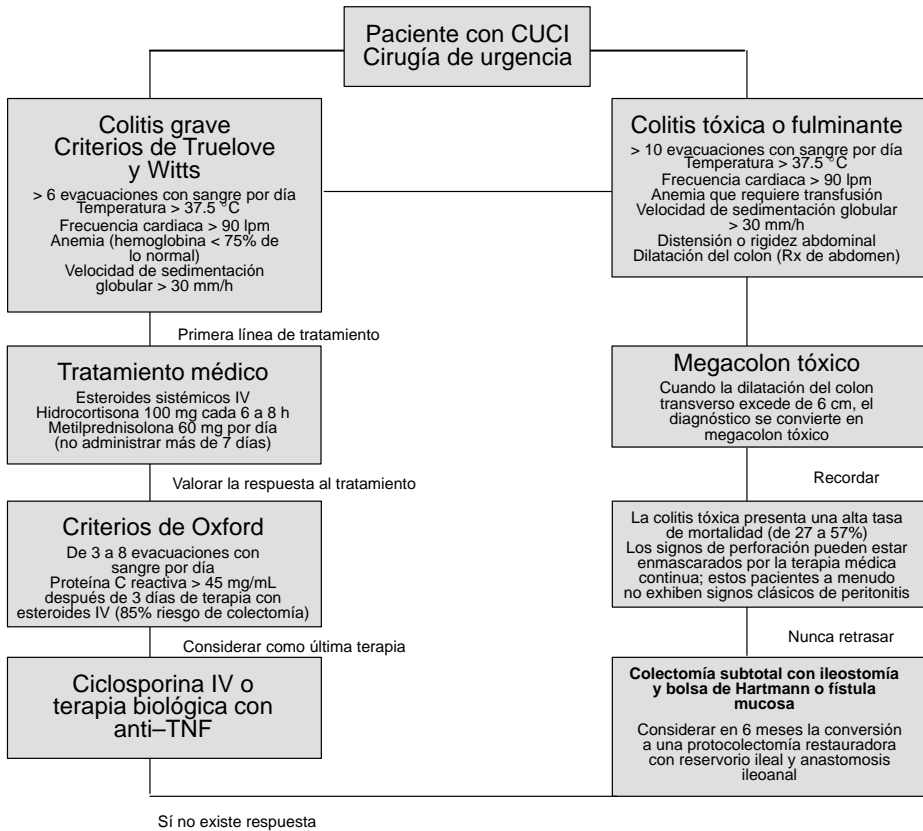 Paciente con CUCI
Cirugía de urgencia
Colitis grave
Criterios de Truelove
y Witts
> 6 evacuaciones con sangre por día
Temperatura > 37.5 °C
Frecuencia cardiaca > 90 lpm
Anemia (hemoglobina < 75% de
lo normal)
Velocidad de sedimentación
globular > 30 mm/h
Primera línea de tratamiento
Tratamiento médico
Esteroides sistémicos IV
Hidrocortisona 100 mg cada 6 a 8 h
Metilprednisolona 60 mg por día
(no administrar más de 7 días)
Valorar la respuesta al tratamiento
Criterios de Oxford
De 3 a 8 evacuaciones con
sangre por día
Proteína C reactiva > 45 mg/mL
después de 3 días de terapia con
esteroides IV (85% riesgo de colectomía)
Considerar como última terapia
Ciclosporina IV o
terapia biológica con
anti–TNF
Sí no existe respuesta
Colitis tóxica o fulminante
> 10 evacuaciones con sangre por día
Temperatura > 37.5 °C
Frecuencia cardiaca > 90 lpm
Anemia que requiere transfusión
Velocidad de sedimentación globular
> 30 mm/h
Distensión o rigidez abdominal
Dilatación del colon (Rx de abdomen)
Megacolon tóxico
Cuando la dilatación del colon
transverso excede de 6 cm, el
diagnóstico se convierte en
megacolon tóxico
Recordar
La colitis tóxica presenta una alta tasa
de mortalidad (de 27 a 57%)
Los signos de perforación pueden estar
enmascarados por la terapia médica
continua; estos pacientes a menudo
no exhiben signos clásicos de peritonitis
Nunca retrasar
Colectomía subtotal con ileostomía
y bolsa de Hartmann o fístula
mucosa
Considerar en 6 meses la conversión
a una protocolectomía restauradora
con reservorio ileal y anastomosis
ileoanal